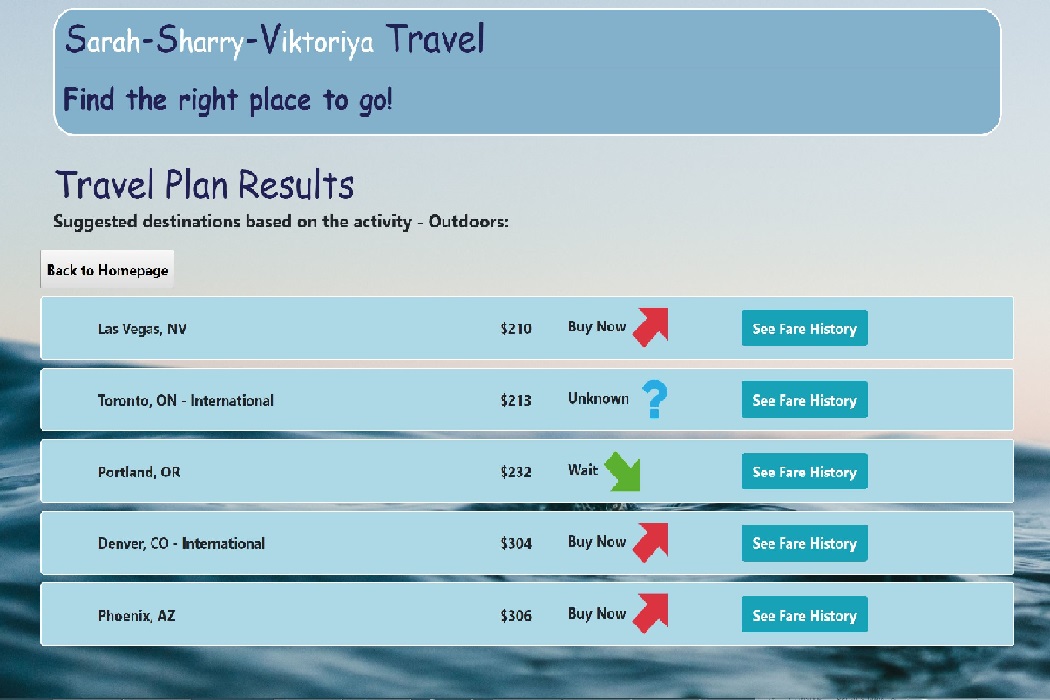 Sarah-Sharry-Viktoriya Travel
Find the right place to go!
Travel Plan Results
Suggested destinations based on the activity - Outdoors:
Back to Homepage
Las Vegas, NV $210 Buy Now See Fare History
Toronto, ON - International $213 Unknown ? See Fare History
Portland, OR $232 Wait See Fare History
Denver, CO - International $304 Buy Now See Fare History
Phoenix, AZ $306 Buy Now See Fare History